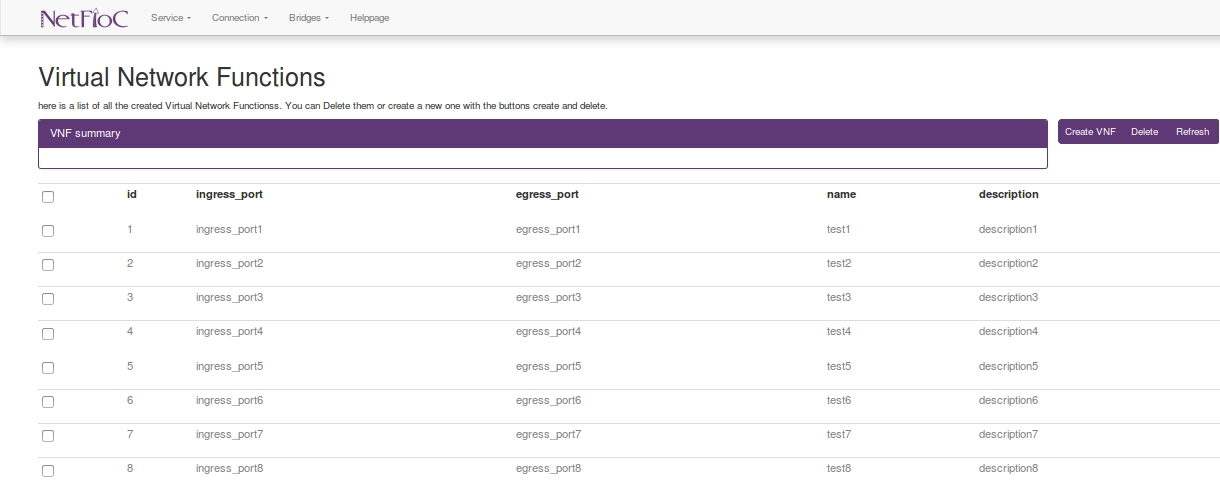 NetFloC Service Connection Bridges Helppage
Virtual Network Functions
here is a list of all the created Virtual Network Functionss. You can Delete them or create a new one with the buttons create and delete.
VNF summary
Create VNF Delete Refresh
id ingress_port egress_port name description
1 ingress_port1 egress_port1 test1 description1
2 ingress_port2 egress_port2 test2 description2
3 ingress_port3 egress_port3 test3 description3
4 ingress_port4 egress_port4 test4 description4
5 ingress_port5 egress_port5 test5 description5
6 ingress_port6 egress_port6 test6 description6
7 ingress_port7 egress_port7 test7 description7
8 ingress_port8 egress_port8 test8 description8